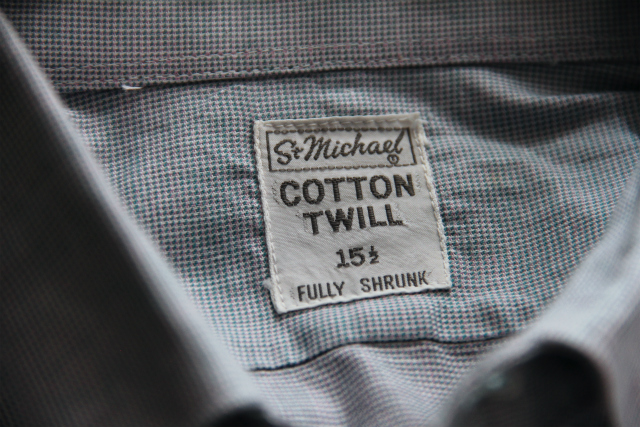 St Michael
COTTON
TWILL
15½
FULLY SHRUNK